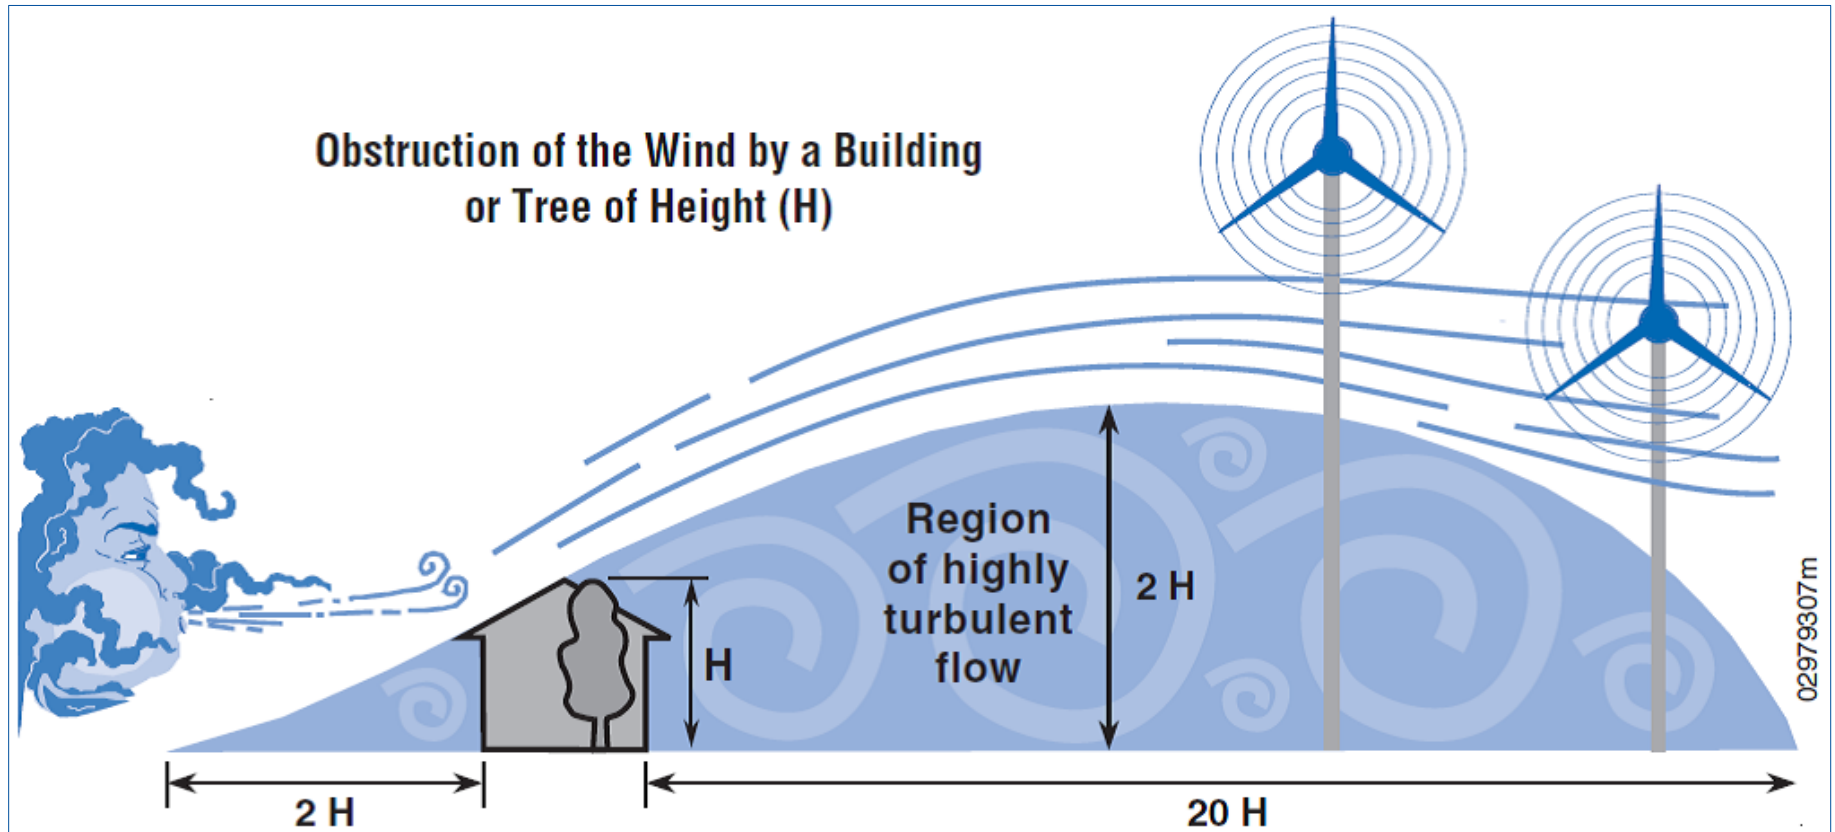 Obstruction of the Wind by a Building
or Tree of Height (H)
Region
of highly
turbulent
flow
2 H
H
02979307m
2 H
20 H